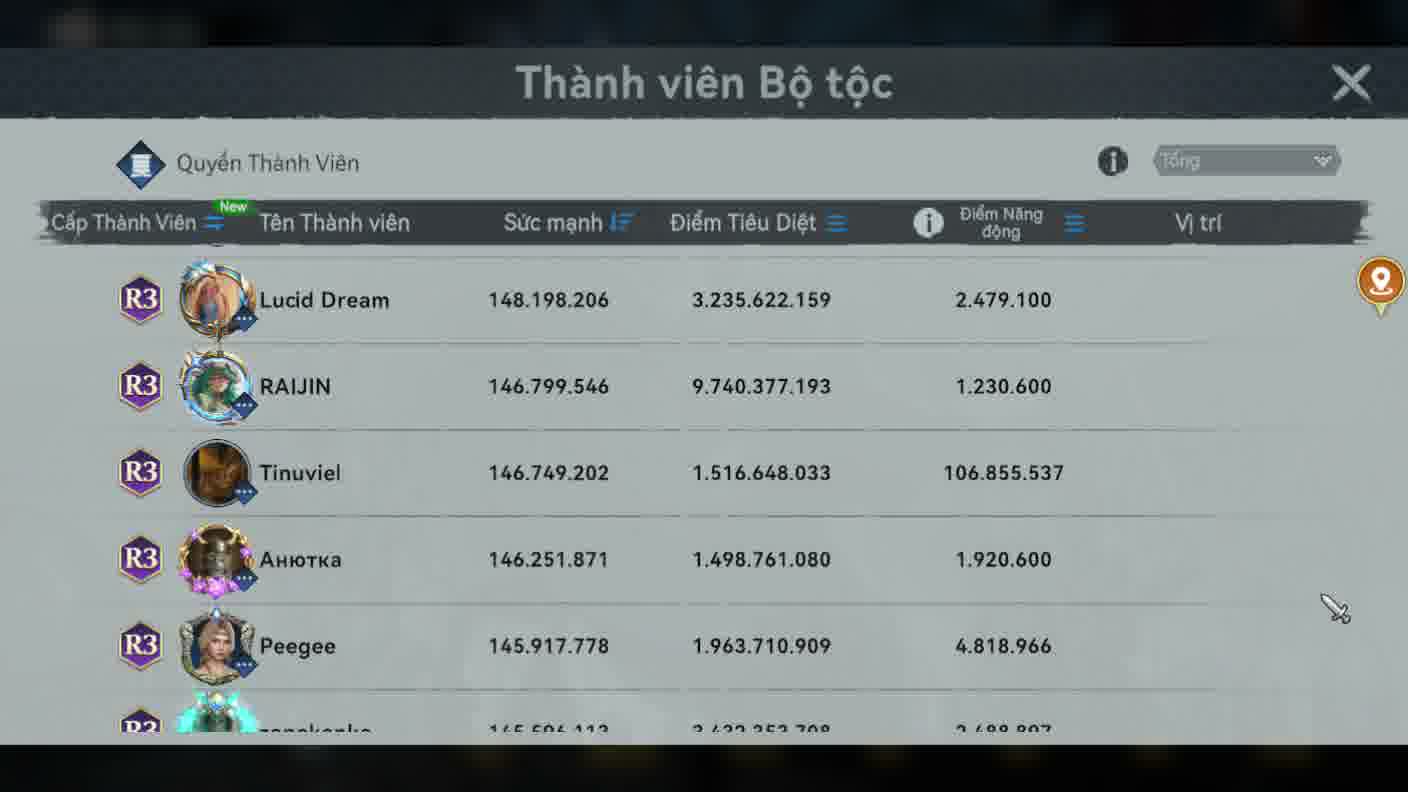 Thành viên Bộ tộc
Quyển Thành Viên
Tổng
New
Cấp Thành Viên Tên Thành viên Sức mạnh Điểm Tiêu Diệt Điểm Năng động Vị trí
R3 Lucid Dream 148.198.206 3.235.622.159 2.479.100
R3 RAIJIN 146.799.546 9.740.377.193 1.230.600
R3 Tinuviel 146.749.202 1.516.648.033 106.855.537
R3 Анютка 146.251.871 1.498.761.080 1.920.600
R3 Peegee 145.917.778 1.963.710.909 4.818.966
R3